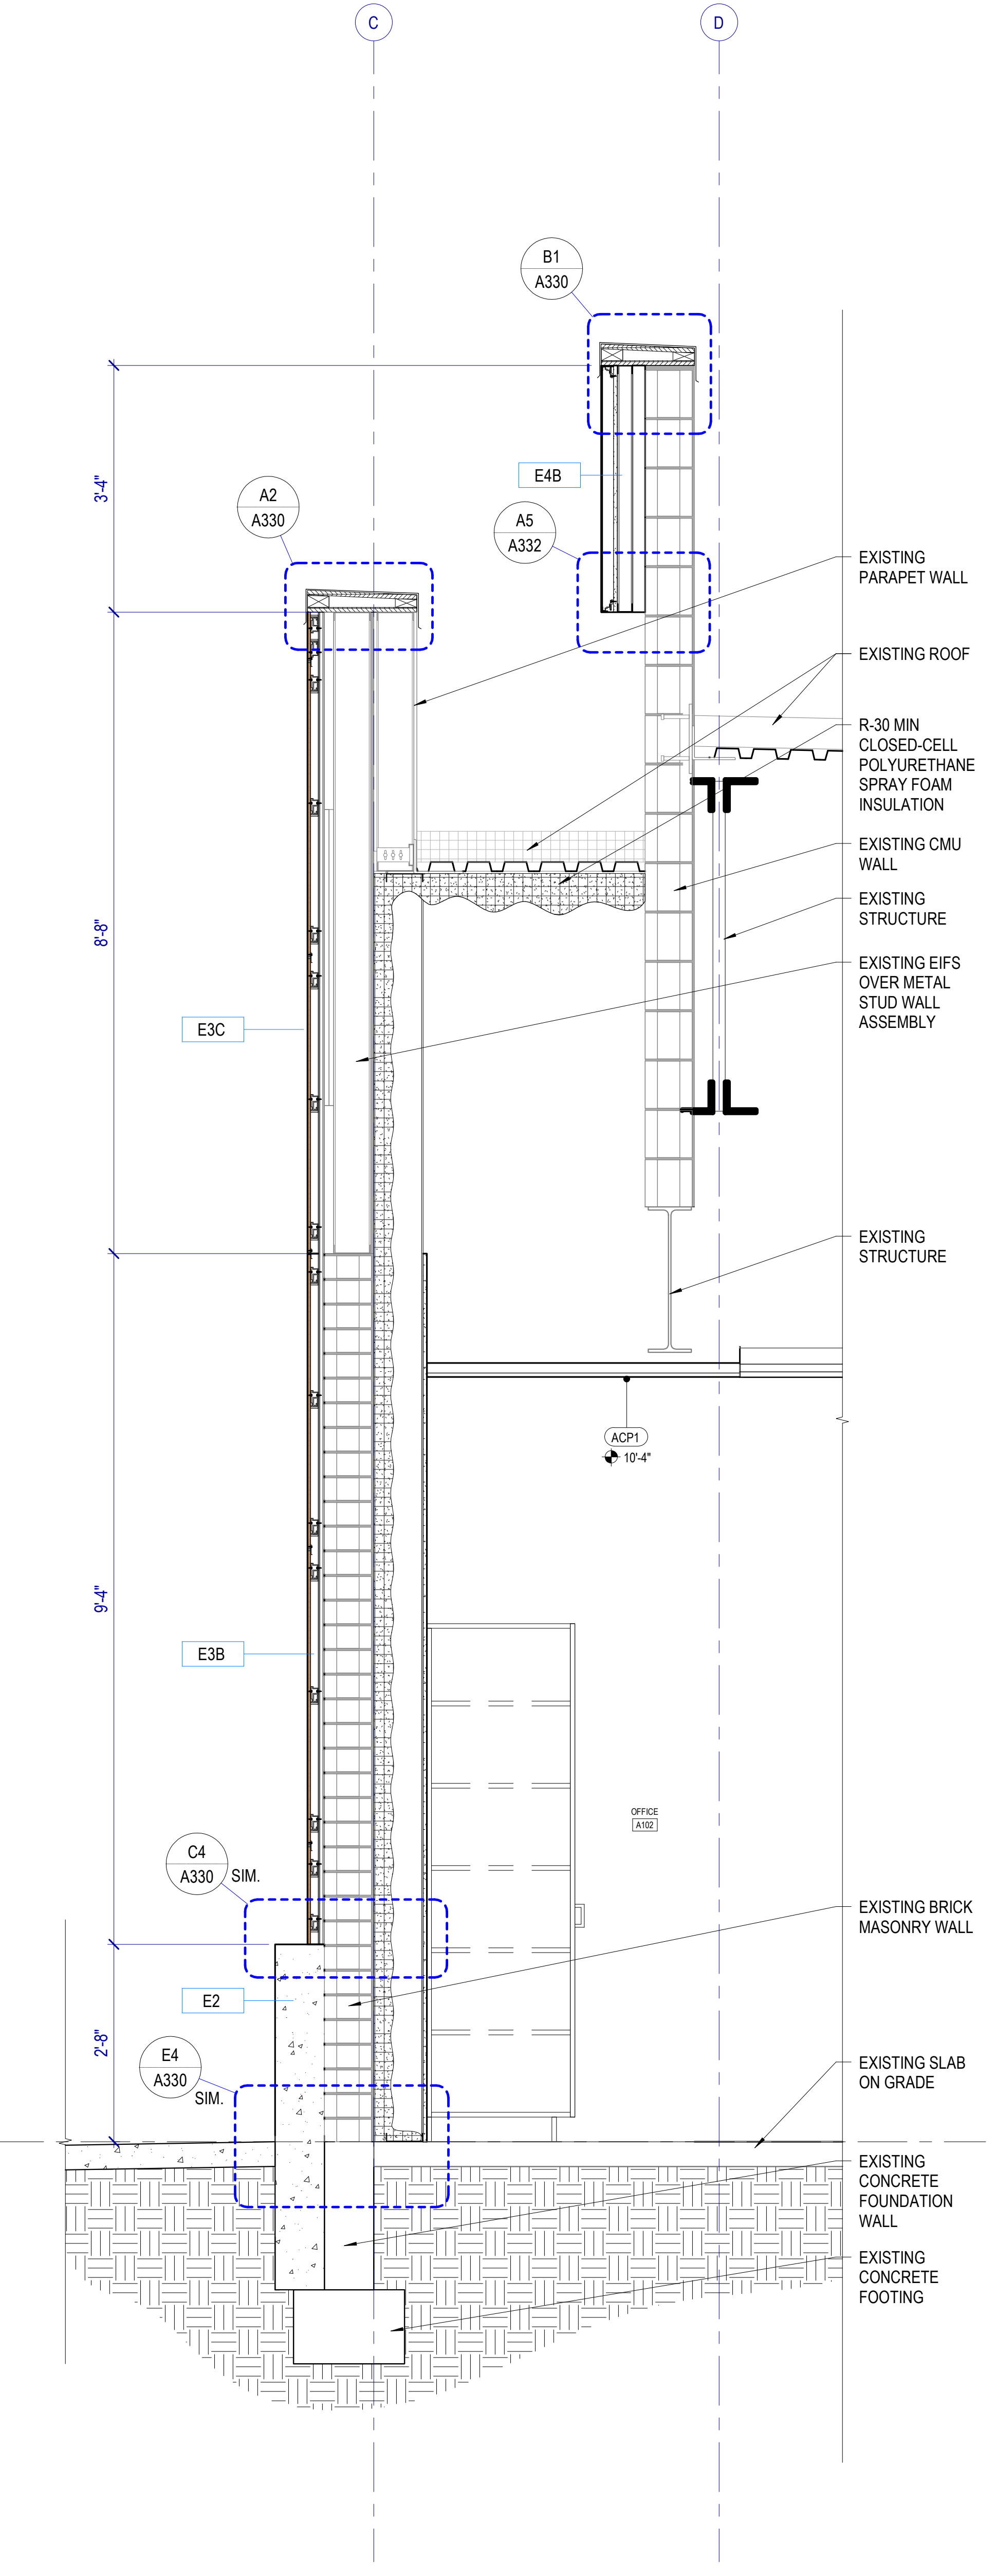 C
D
B1
A330
3'-4"
E4B
A2
A330
A5
A332
EXISTING
PARAPET WALL
EXISTING ROOF
R-30 MIN
CLOSED-CELL
POLYURETHANE
SPRAY FOAM
INSULATION
EXISTING CMU
WALL
EXISTING
STRUCTURE
8'-8"
EXISTING EIFS
OVER METAL
STUD WALL
ASSEMBLY
E3C
EXISTING
STRUCTURE
ACP1
10'-4"
9'-4"
E3B
OFFICE
A102
C4
A330
SIM.
EXISTING BRICK
MASONRY WALL
E2
2'-8"
E4
A330
SIM.
EXISTING SLAB
ON GRADE
EXISTING
CONCRETE
FOUNDATION
WALL
EXISTING
CONCRETE
FOOTING